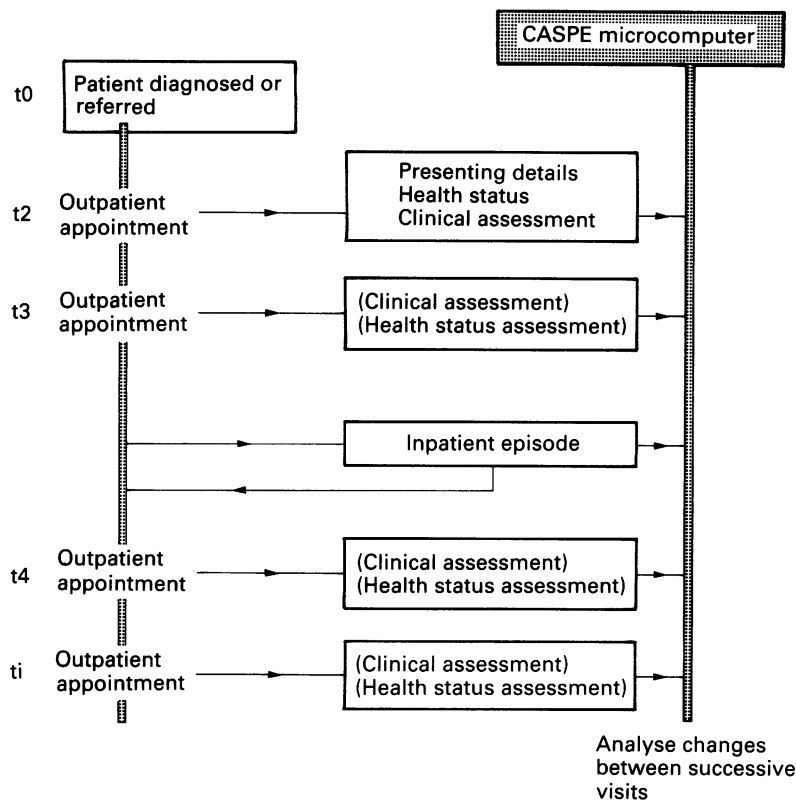 CASPE microcomputer
t0
Patient diagnosed or
referred
t2
Outpatient
appointment
Presenting details
Health status
Clinical assessment
t3
Outpatient
appointment
(Clinical assessment)
(Health status assessment)
Inpatient episode
t4
Outpatient
appointment
(Clinical assessment)
(Health status assessment)
ti
Outpatient
appointment
(Clinical assessment)
(Health status assessment)
Analyse changes
between successive
visits